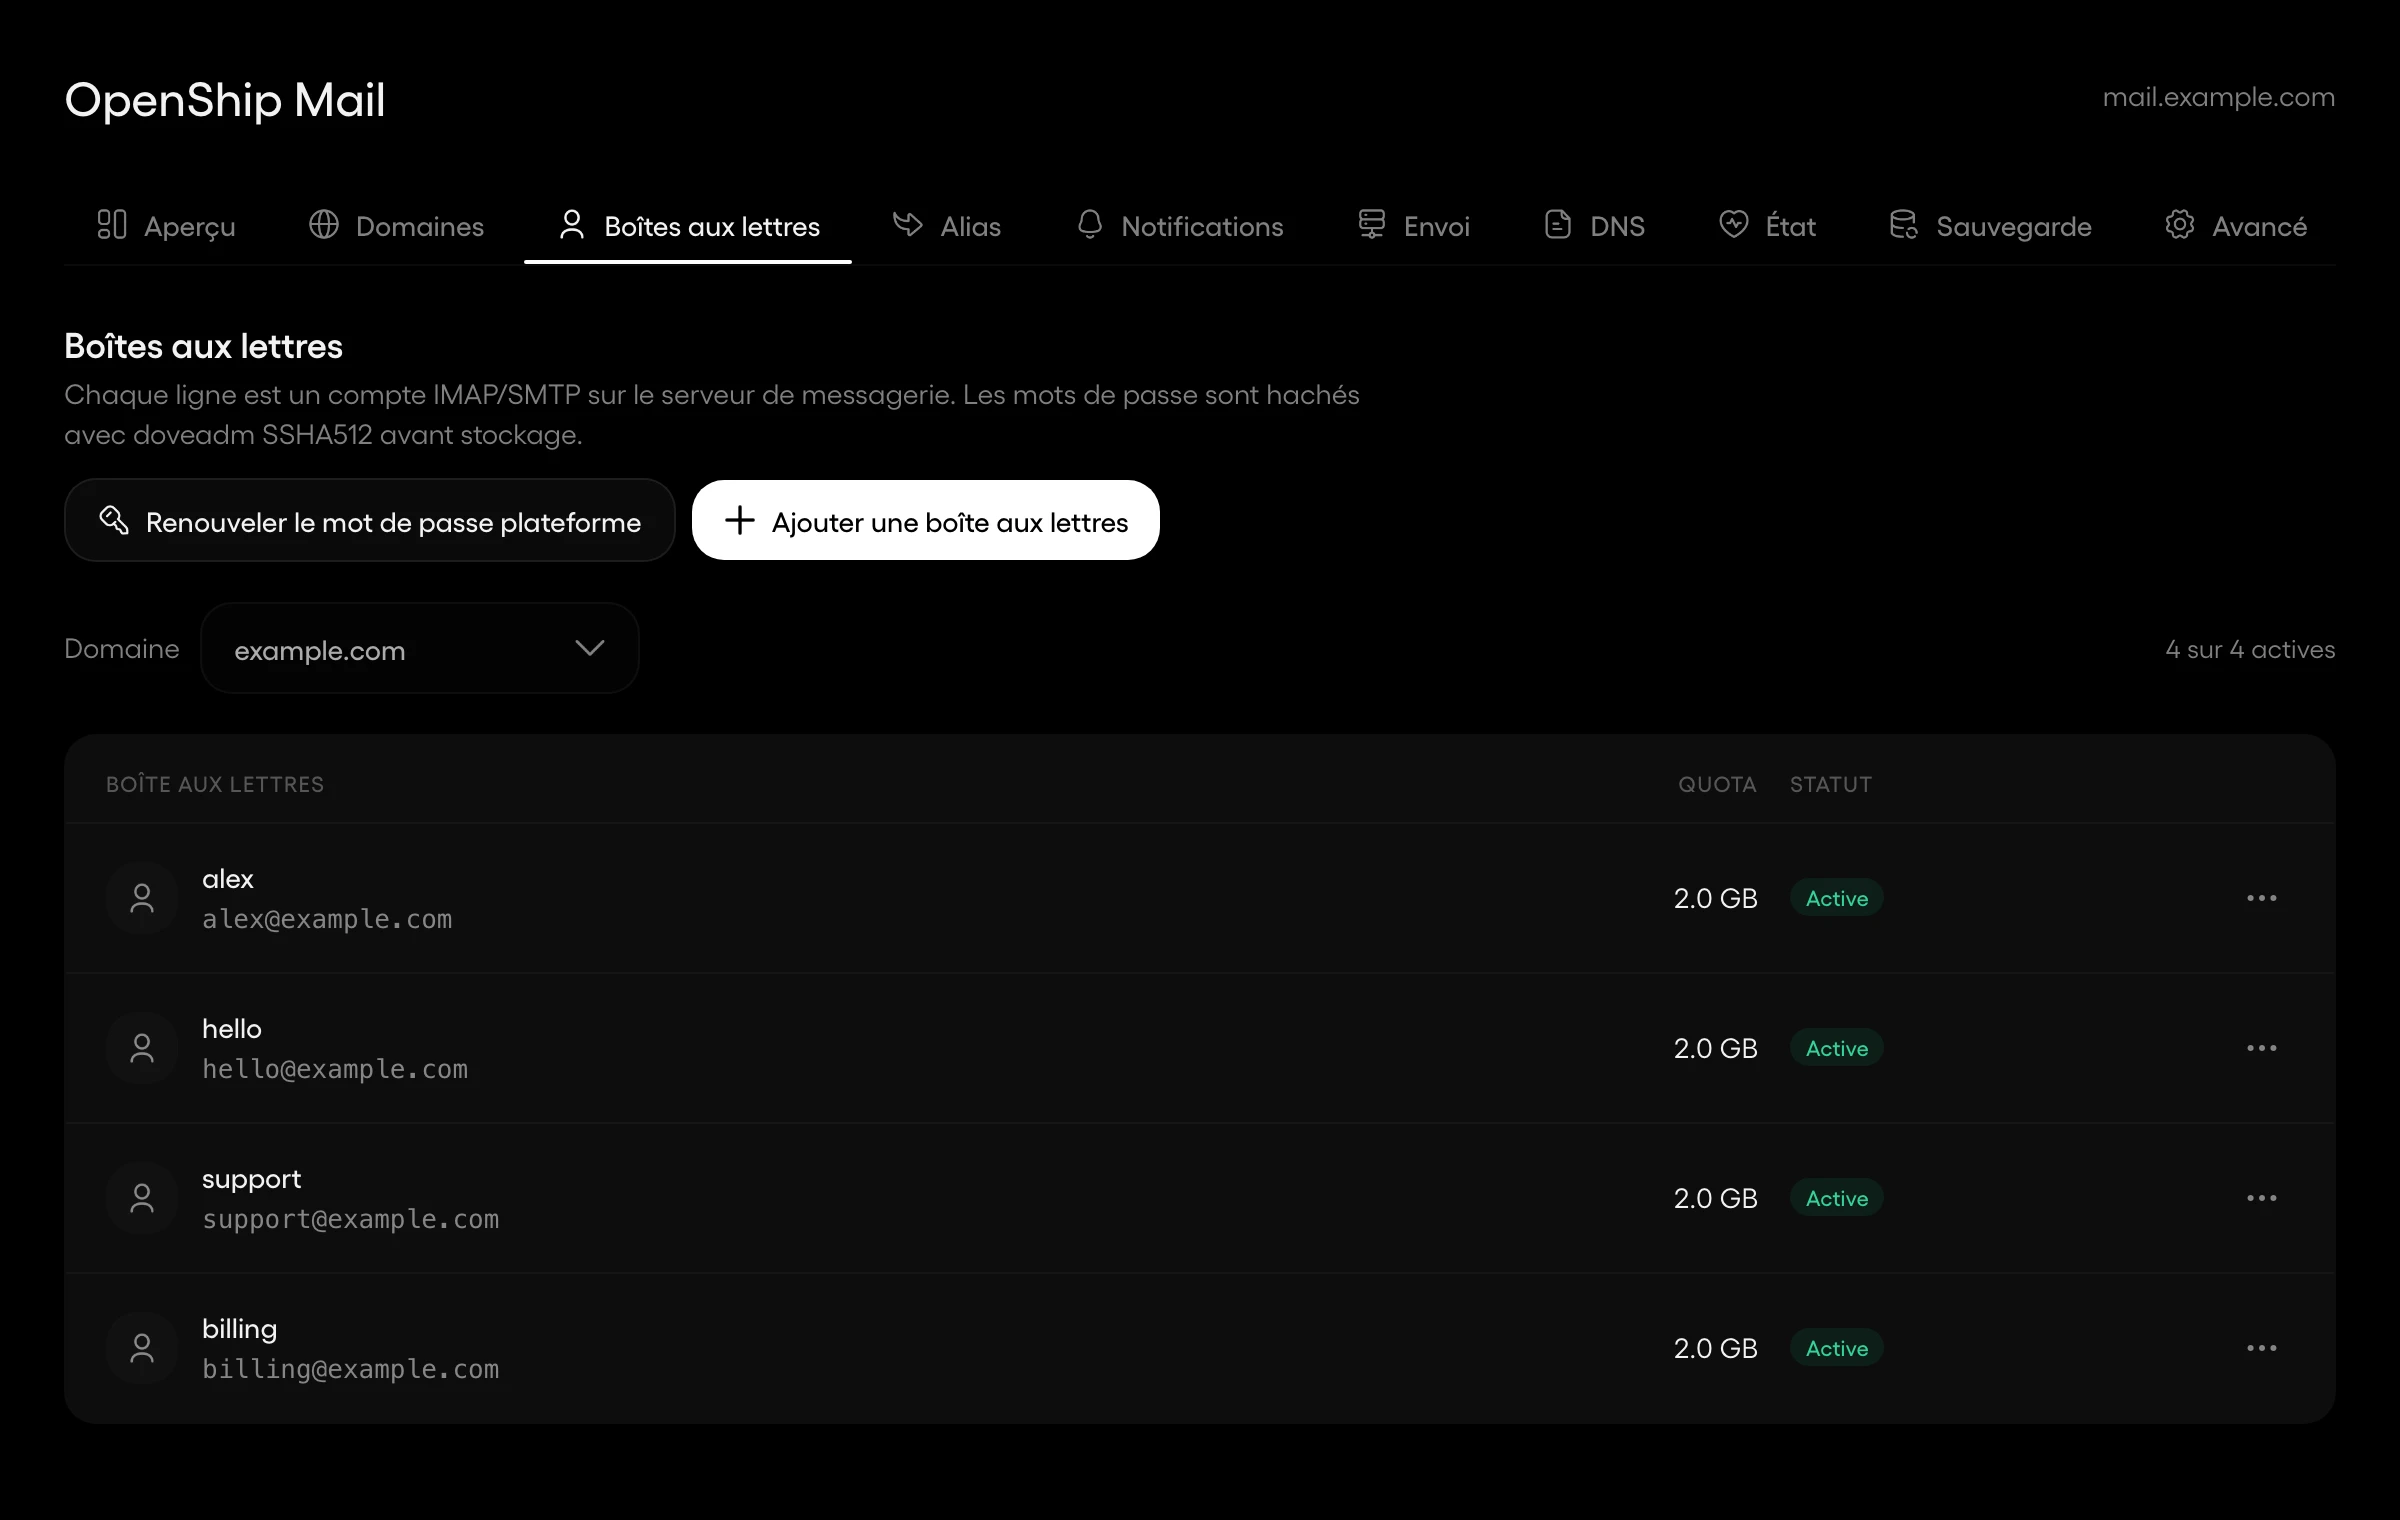 OpenShip Mail
mail.example.com
Aperçu
Domaines
Boîtes aux lettres
Alias
Notifications
Envoi
DNS
État
Sauvegarde
Avancé
Boîtes aux lettres
Chaque ligne est un compte IMAP/SMTP sur le serveur de messagerie. Les mots de passe sont hachés
avec doveadm SSHA512 avant stockage.
Renouveler le mot de passe plateforme
Ajouter une boîte aux lettres
Domaine
example.com
4 sur 4 actives
BOÎTE AUX LETTRES
QUOTA
STATUT
alex
alex@example.com
2.0 GB
Active
hello
hello@example.com
2.0 GB
Active
support
support@example.com
2.0 GB
Active
billing
billing@example.com
2.0 GB
Active